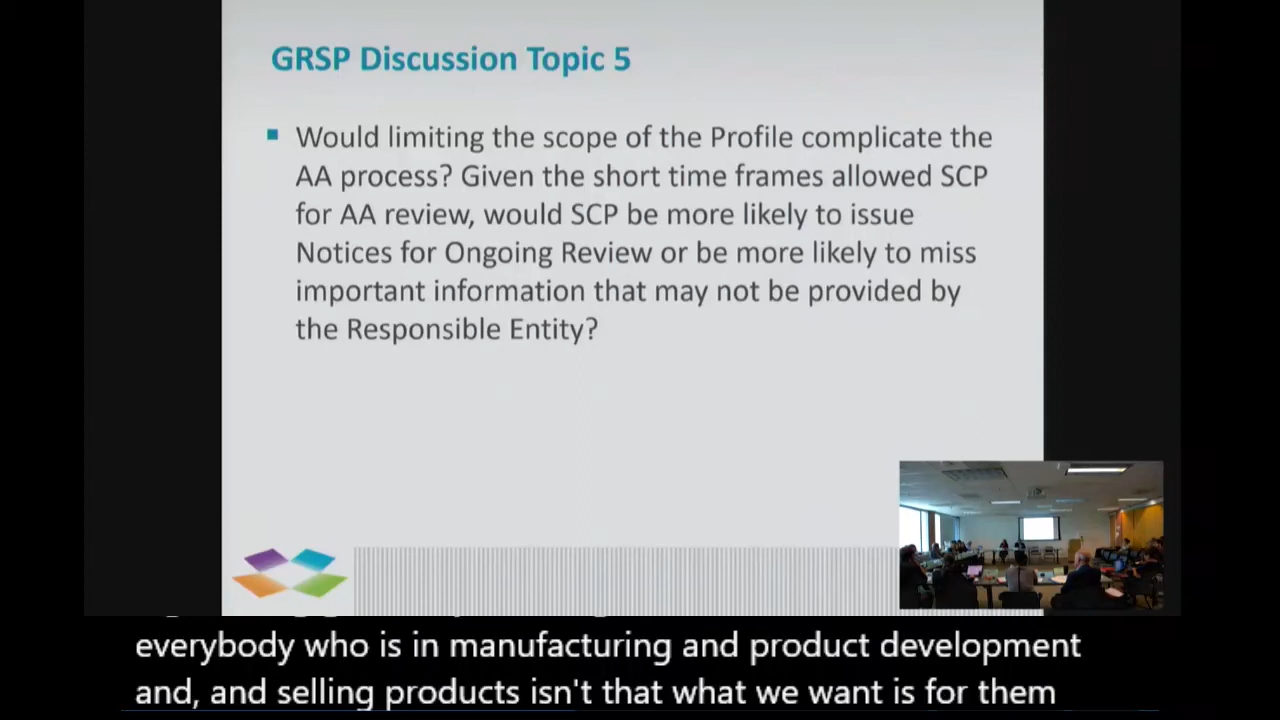 GRSP Discussion Topic 5
Would limiting the scope of the Profile complicate the
AA process? Given the short time frames allowed SCP
for AA review, would SCP be more likely to issue
Notices for Ongoing Review or be more likely to miss
important information that may not be provided by
the Responsible Entity?
everybody who is in manufacturing and product development
and, and selling products isn't that what we want is for them